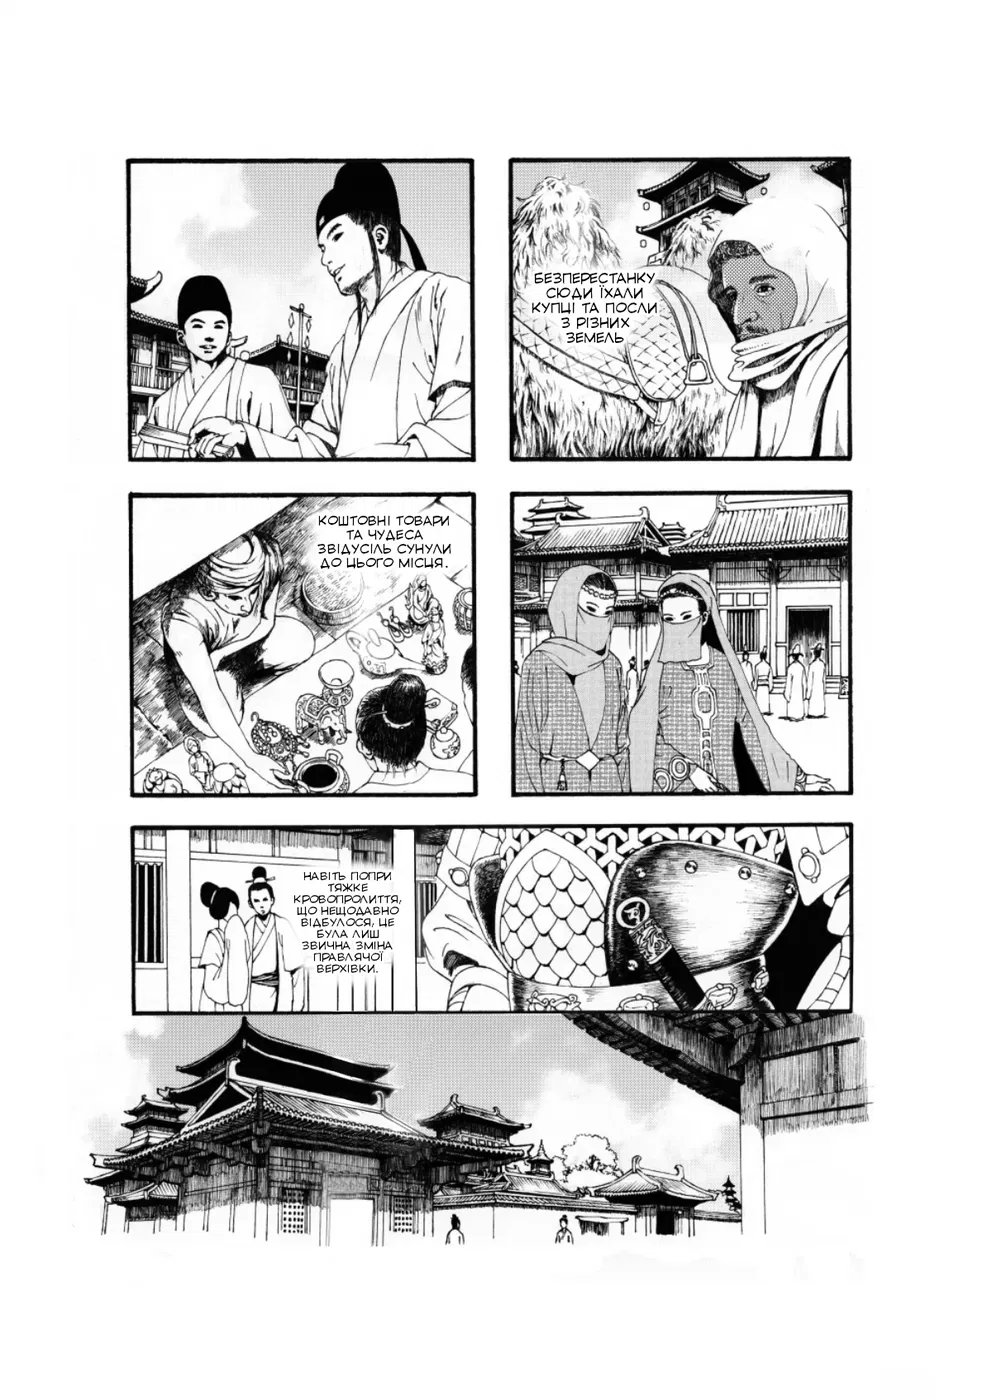 БЕЗПЕРЕСТАНКУ
СЮДИ ЇХАЛИ
КУПЦІ ТА ПОСЛИ
З РІЗНИХ
ЗЕМЕЛЬ
КОШТОВНІ ТОВАРИ
ТА ЧУДЕСА
ЗВІДУСІЛЬ СУНУЛИ
ДО ЦЬОГО МІСЦЯ.
НАВІТЬ ПОПРИ
ТЯЖКЕ
КРОВОПРОЛИТТЯ,
ЩО НЕЩОДАВНО
ВІДБУЛОСЯ, ЦЕ
БУЛА ЛИШ
ЗВИЧНА ЗМІНА
ПРАВЛЯЧОЇ
ВЕРХІВКИ.